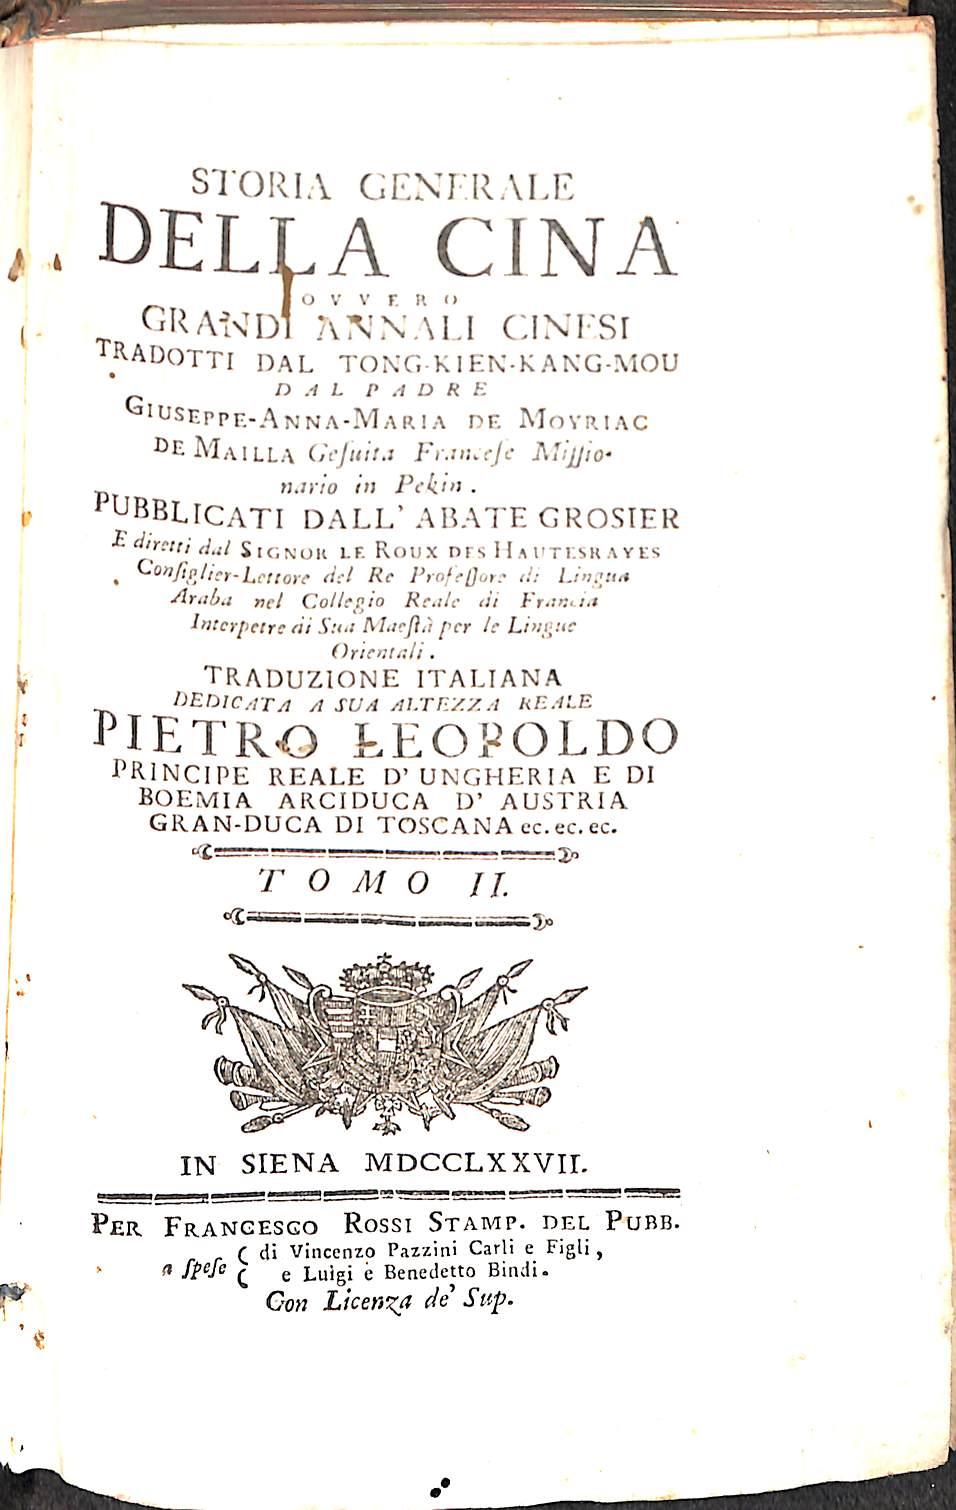 STORIA GENERALE
DELLA CINA
OVVERO
GRANDI ANNALI CINESI
TRADOTTI DAL TONG-KIEN-KANG-MOU
DAL PADRE
GIUSEPPE-ANNA-MARIA DE MOYRIAC
DE MAILLA Geſuita Franceſe Miſſio-
nario in Pekin.
PUBBLICATI DALL' ABATE GROSIER
E diretti dal SIGNOR LE ROUX DES HAUTESRAYES
Conſiglier-Lettore del Re Profeſſore di Lingua
Araba nel Collegio Reale di Francia
Interpetre di Sua Maeſtà per le Lingue
Orientali.
TRADUZIONE ITALIANA
DEDICATA A SUA ALTEZZA REALE
PIETRO LEOPOLDO
PRINCIPE REALE D' UNGHERIA E DI
BOEMIA ARCIDUCA D' AUSTRIA
GRAN-DUCA DI TOSCANA ec. ec. ec.
TOMO II.
IN SIENA MDCCLXXVII.
PER FRANCESCO ROSSI STAMP. DEL PUBB.
a ſpeſe { di Vincenzo Pazzini Carli e Figli,
e Luigi e Benedetto Bindi.
Con Licenza de' Sup.